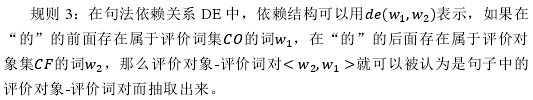 规则 3：在句法依赖关系 DE 中，依赖结构可以用de(w₁,w₂)表示，如果在
“的”的前面存在属于评价词集CO的词w₁，在“的”的后面存在属于评价对
象集CF的词w₂，那么评价对象-评价词对< w₂,w₁ >就可以被认为是句子中的
评价对象-评价词对而抽取出来。